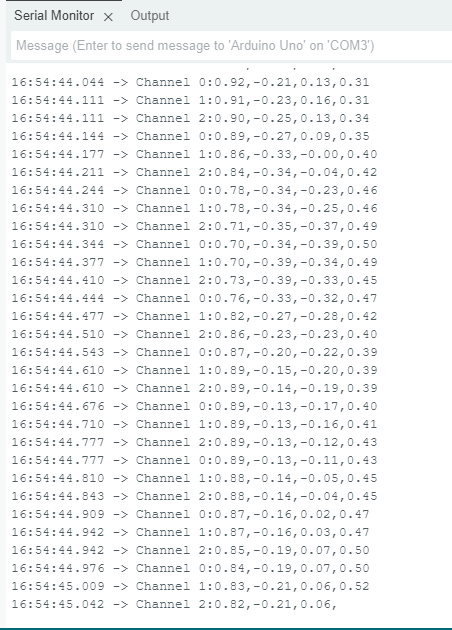 Serial Monitor × Output
Message (Enter to send message to 'Arduino Uno' on 'COM3')
16:54:44.044 -> Channel 0:0.92,-0.21,0.13,0.31
16:54:44.111 -> Channel 1:0.91,-0.23,0.16,0.31
16:54:44.111 -> Channel 2:0.90,-0.25,0.13,0.34
16:54:44.144 -> Channel 0:0.89,-0.27,0.09,0.35
16:54:44.177 -> Channel 1:0.86,-0.33,-0.00,0.40
16:54:44.211 -> Channel 2:0.84,-0.34,-0.04,0.42
16:54:44.244 -> Channel 0:0.78,-0.34,-0.23,0.46
16:54:44.310 -> Channel 1:0.78,-0.34,-0.25,0.46
16:54:44.310 -> Channel 2:0.71,-0.35,-0.37,0.49
16:54:44.344 -> Channel 0:0.70,-0.34,-0.39,0.50
16:54:44.377 -> Channel 1:0.70,-0.39,-0.34,0.49
16:54:44.410 -> Channel 2:0.73,-0.39,-0.33,0.45
16:54:44.444 -> Channel 0:0.76,-0.33,-0.32,0.47
16:54:44.477 -> Channel 1:0.82,-0.27,-0.28,0.42
16:54:44.510 -> Channel 2:0.86,-0.23,-0.23,0.40
16:54:44.543 -> Channel 0:0.87,-0.20,-0.22,0.39
16:54:44.610 -> Channel 1:0.89,-0.15,-0.20,0.39
16:54:44.610 -> Channel 2:0.89,-0.14,-0.19,0.39
16:54:44.676 -> Channel 0:0.89,-0.13,-0.17,0.40
16:54:44.710 -> Channel 1:0.89,-0.13,-0.16,0.41
16:54:44.777 -> Channel 2:0.89,-0.13,-0.12,0.43
16:54:44.777 -> Channel 0:0.89,-0.13,-0.11,0.43
16:54:44.810 -> Channel 1:0.88,-0.14,-0.05,0.45
16:54:44.843 -> Channel 2:0.88,-0.14,-0.04,0.45
16:54:44.909 -> Channel 0:0.87,-0.16,0.02,0.47
16:54:44.942 -> Channel 1:0.87,-0.16,0.03,0.47
16:54:44.942 -> Channel 2:0.85,-0.19,0.07,0.50
16:54:44.976 -> Channel 0:0.84,-0.19,0.07,0.50
16:54:45.009 -> Channel 1:0.83,-0.21,0.06,0.52
16:54:45.042 -> Channel 2:0.82,-0.21,0.06,